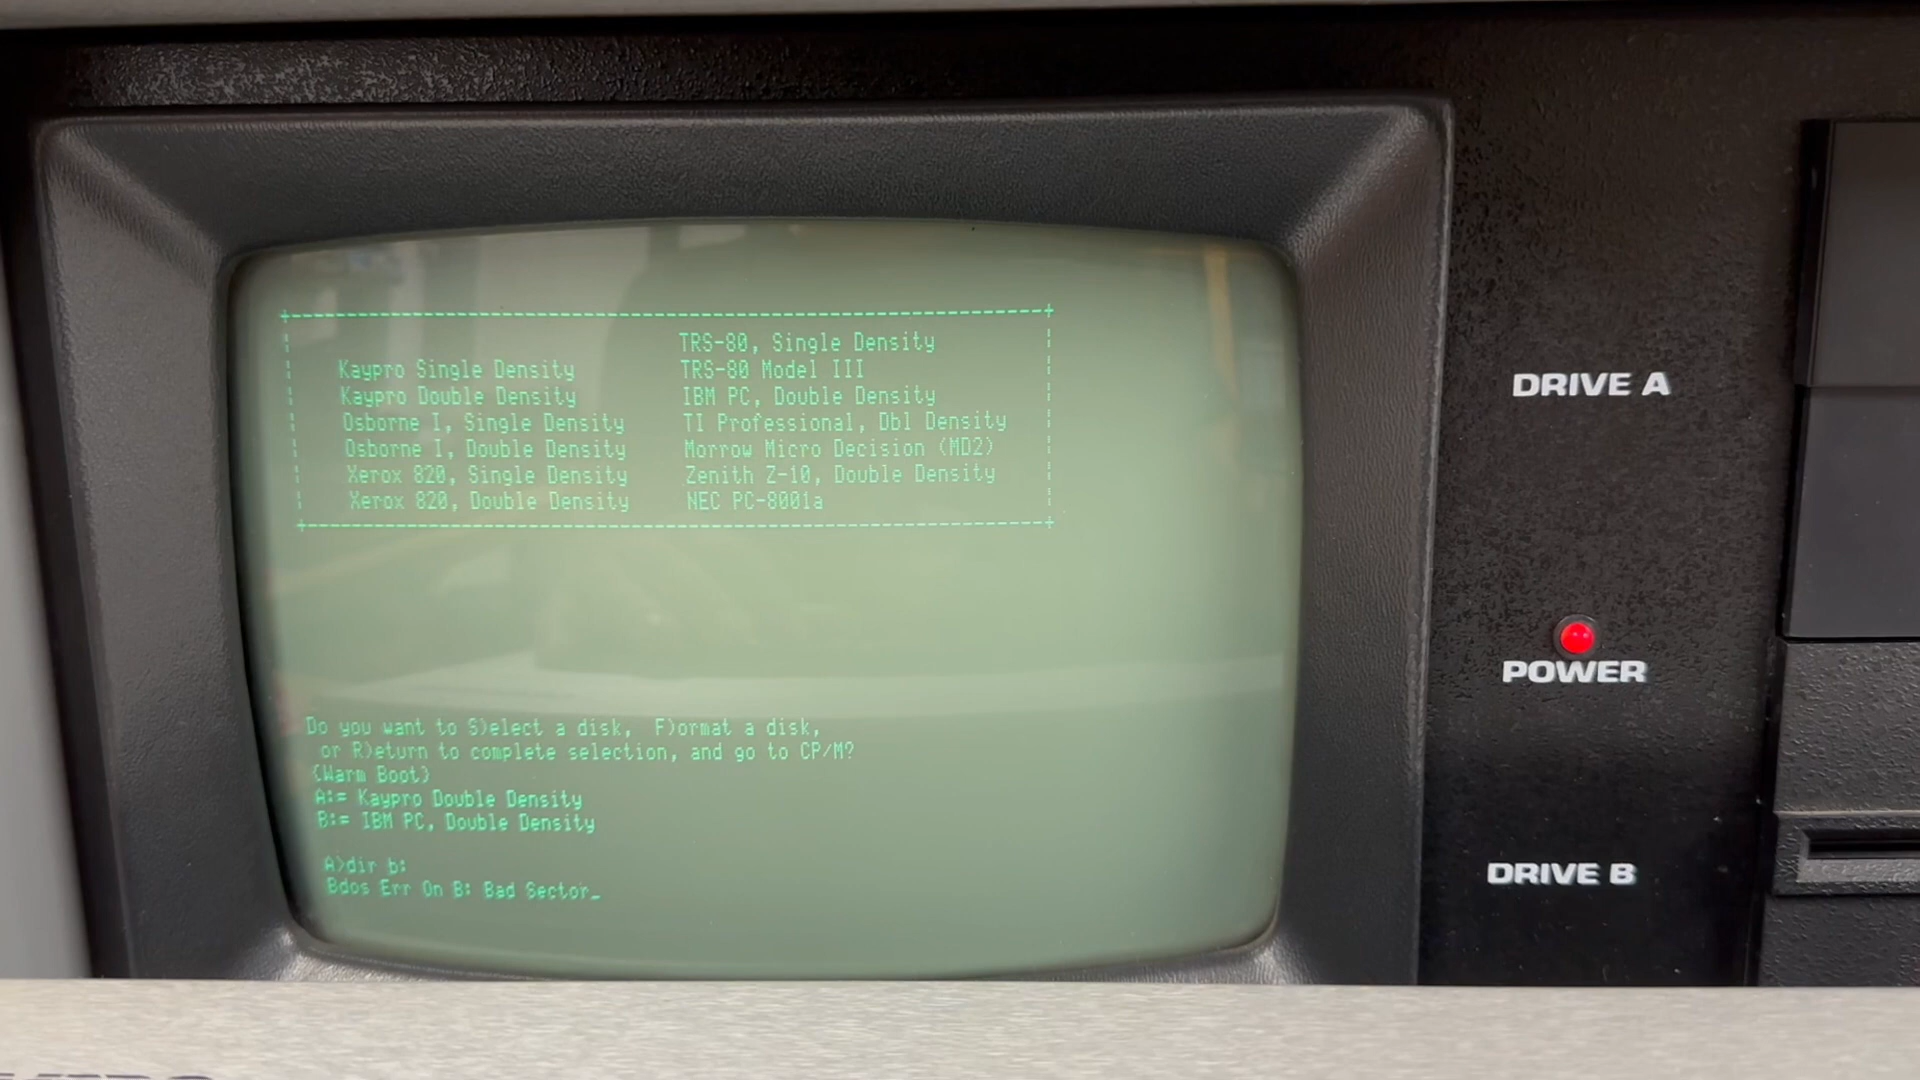 TRS-80, Single Density
Kaypro Single Density TRS-80 Model III
Kaypro Double Density IBM PC, Double Density
Osborne I, Single Density TI Professional, Dbl Density
Osborne I, Double Density Morrow Micro Decision (MD2)
Xerox 820, Single Density Zenith Z-10, Double Density
Xerox 820, Double Density NEC PC-8001a
Do you want to S)elect a disk, F)ormat a disk,
or R)eturn to complete selection, and go to CP/M?
(Warm Boot)
A:= Kaypro Double Density
B:= IBM PC, Double Density
A>dir b:
Bdos Err On B: Bad Sector_
DRIVE A
POWER
DRIVE B